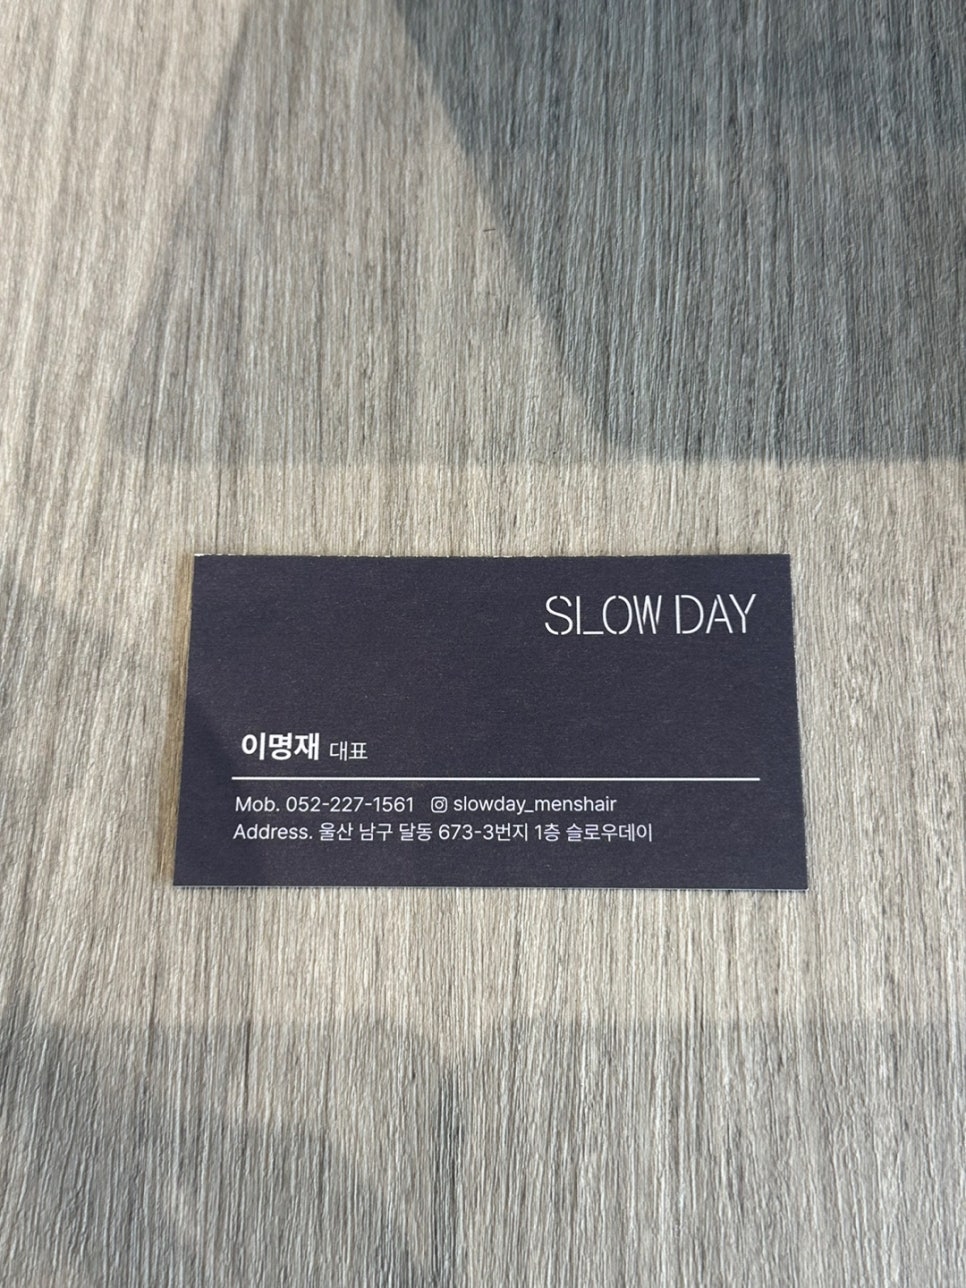 SLOW DAY
이명재 대표
Mob. 052-227-1561 slowday_menshair
Address. 울산 남구 달동 673-3번지 1층 슬로우데이